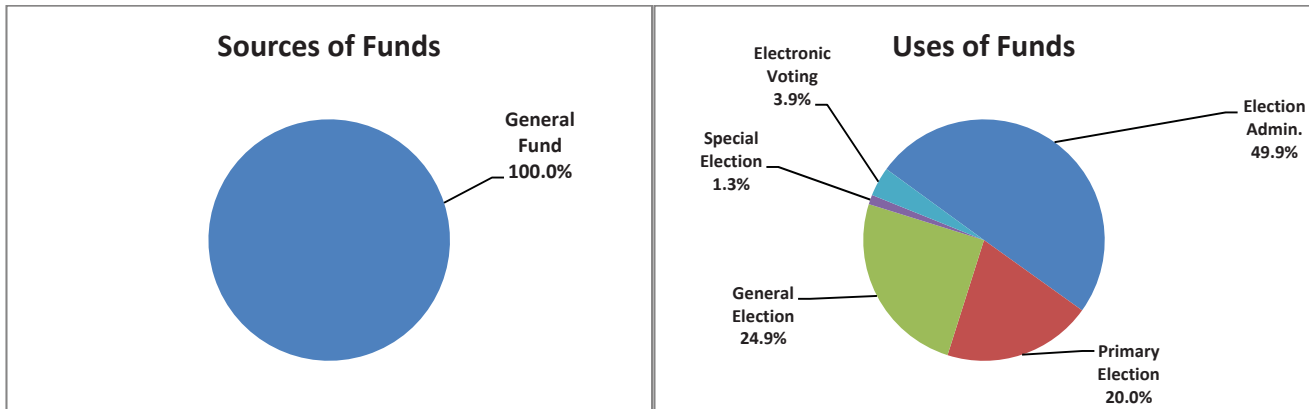 Sources of Funds
General
Fund
100.0%
Uses of Funds
Electronic
Voting
3.9%
Election
Admin.
49.9%
Special
Election
1.3%
General
Election
24.9%
Primary
Election
20.0%